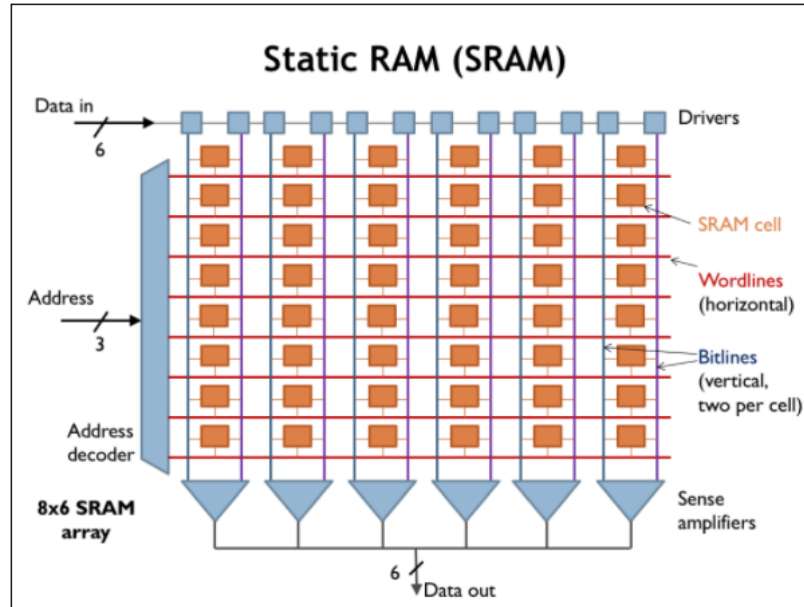 Static RAM (SRAM)
Data in
6
Drivers
SRAM cell
Address
3
Wordlines
(horizontal)
Bitlines
(vertical,
two per cell)
Address
decoder
8x6 SRAM
array
Sense
amplifiers
6
Data out